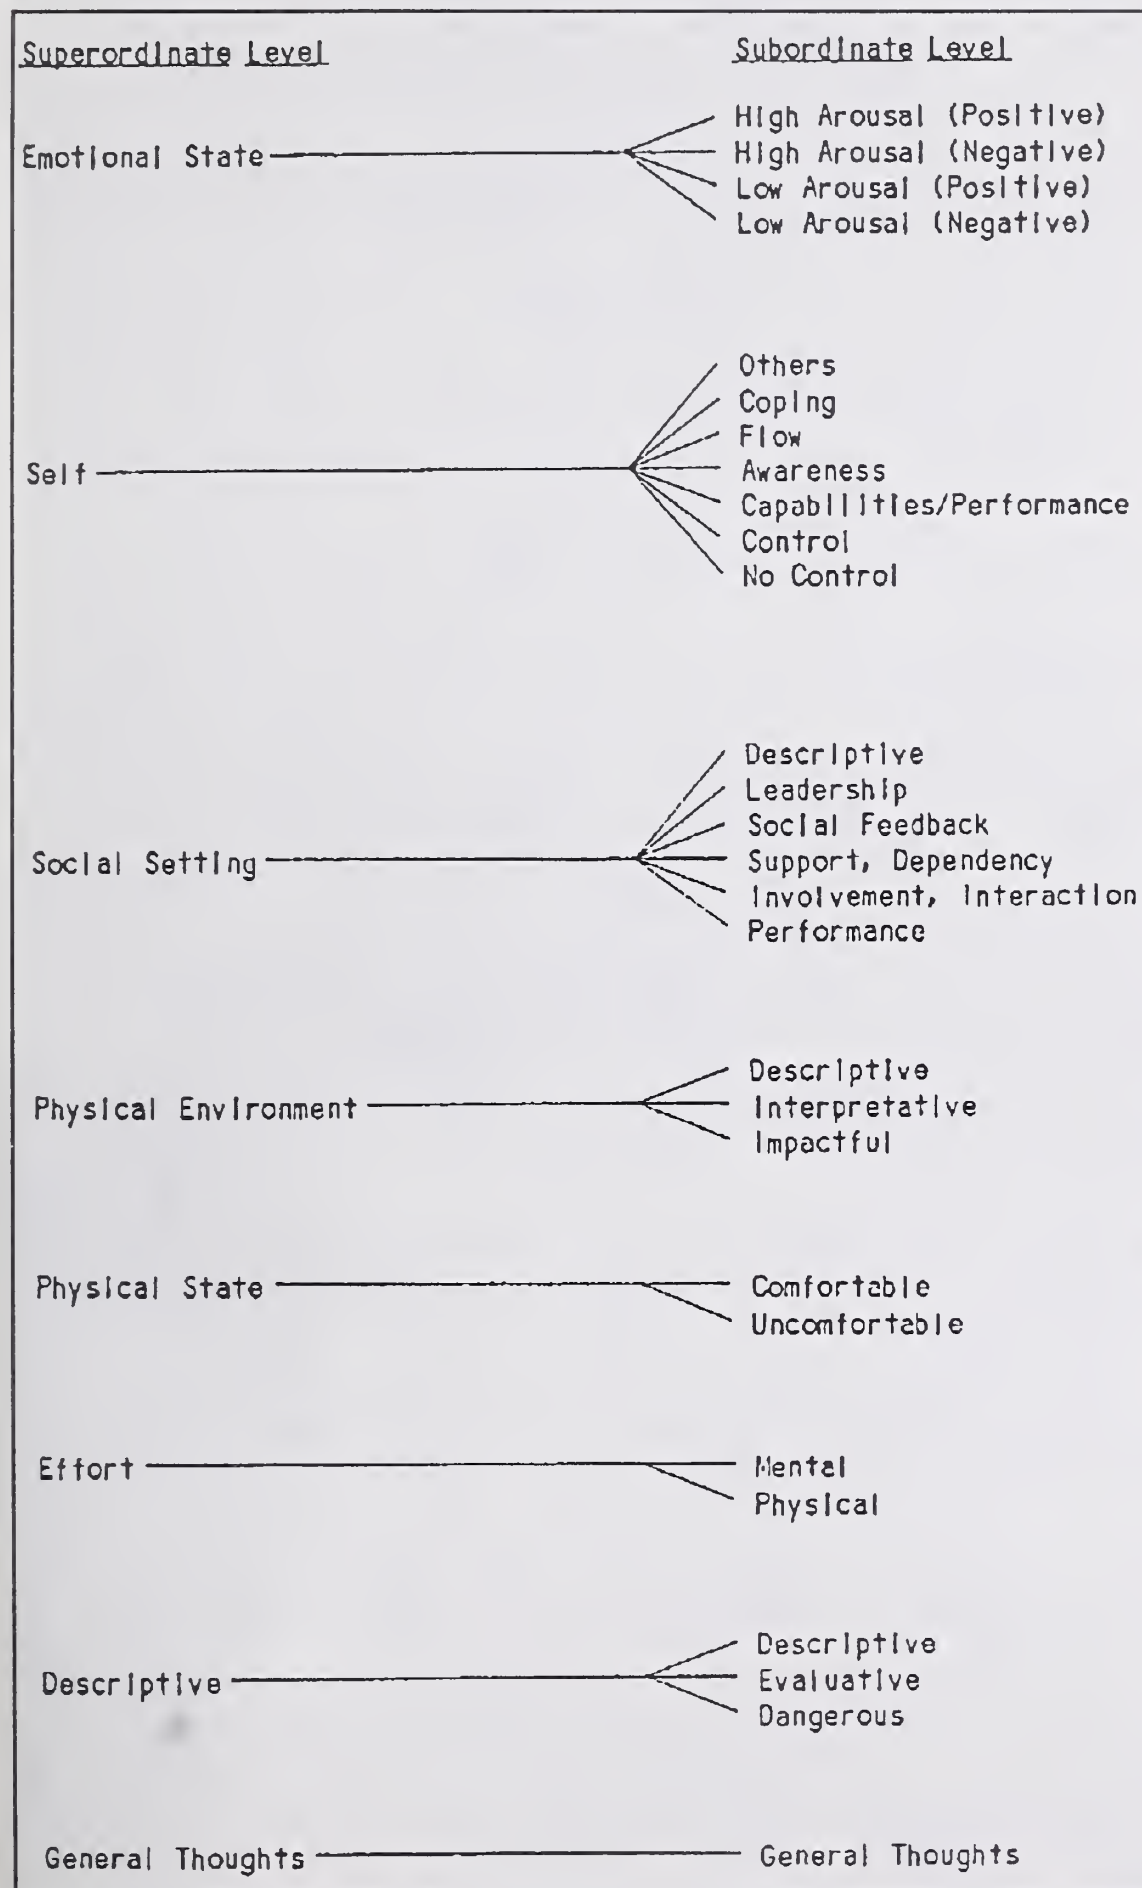 Superordinate Level
Subordinate Level
Emotional State
High Arousal (Positive)
High Arousal (Negative)
Low Arousal (Positive)
Low Arousal (Negative)
Self
Others
Coping
Flow
Awareness
Capabilities/Performance
Control
No Control
Social Setting
Descriptive
Leadership
Social Feedback
Support, Dependency
Involvement, Interaction
Performance
Physical Environment
Descriptive
Interpretative
Impactful
Physical State
Comfortable
Uncomfortable
Effort
Mental
Physical
Descriptive
Descriptive
Evaluative
Dangerous
General Thoughts
General Thoughts